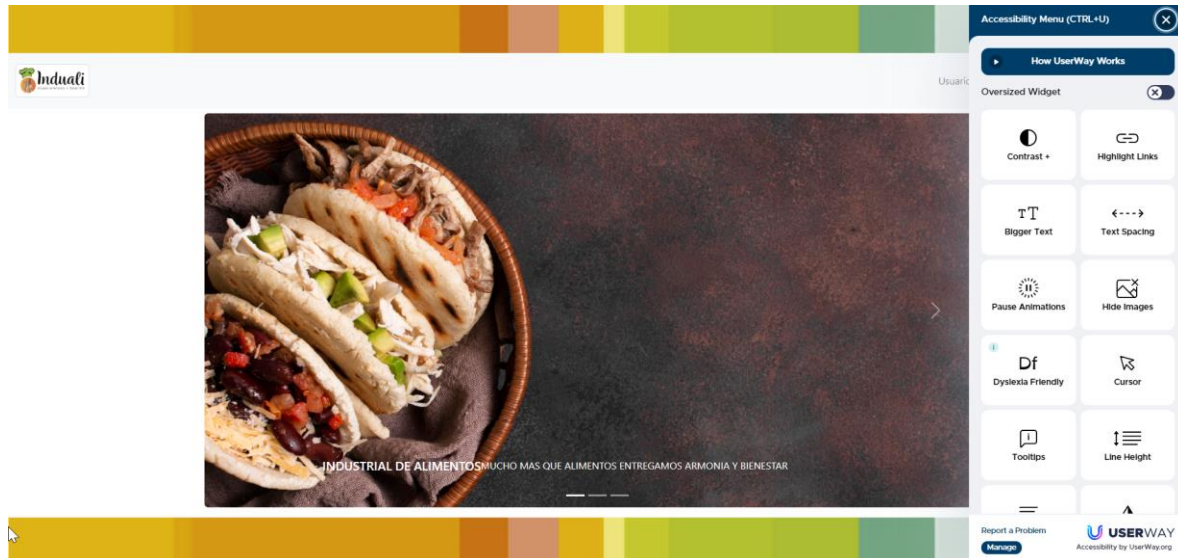 Accessibility Menu (CTRL+U)
How UserWay Works
Induali
Usuario
Oversized Widget
Contrast +
Highlight Links
Bigger Text
Text Spacing
Pause Animations
Hide Images
Df
Dyslexia Friendly
Cursor
Tooltips
Line Height
INDUSTRIAL DE ALIMENTOS MUCHO MAS QUE ALIMENTOS ENTREGAMOS ARMONIA Y BIENESTAR
Report a Problem
USERWAY
Manage
Accessibility by UserWay.org